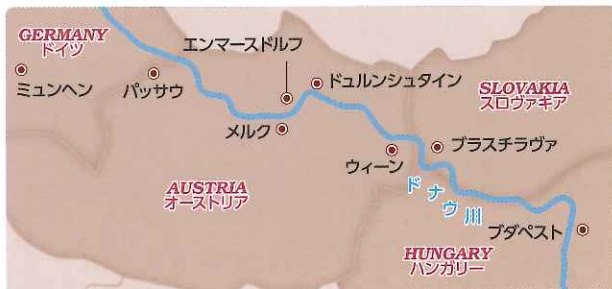 GERMANY
ドイツ
エンマースドルフ
ミュンヘン
パッサウ
デュルンシュタイン
SLOVAKIA
スロヴァキア
メルク
ウィーン
ブラスチラヴァ
AUSTRIA
オーストリア
ドナウ川
ブダペスト
HUNGARY
ハンガリー